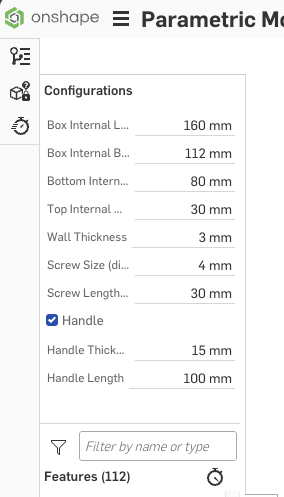 onshape Parametric Mo
Configurations
Box Internal L... 160 mm
Box Internal B... 112 mm
Bottom Intern... 80 mm
Top Internal ... 30 mm
Wall Thickness 3 mm
Screw Size (di... 4 mm
Screw Length... 30 mm
Handle
Handle Thick... 15 mm
Handle Length 100 mm
Filter by name or type
Features (112)